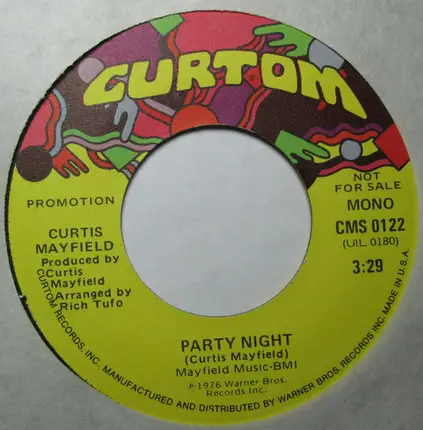 CURTOM
PROMOTION
NOT
FOR SALE
MONO
CURTIS
MAYFIELD
Produced by
Curtis
Mayfield
Arranged by
Rich Tufo
CMS 0122
(UIL. 0180)
3:29
PARTY NIGHT
(Curtis Mayfield)
Mayfield Music-BMI
℗1976 Warner Bros.
Records Inc.
CURTOM RECORDS, INC. MANUFACTURED AND DISTRIBUTED BY WARNER BROS. RECORDS INC. MADE IN U.S.A.